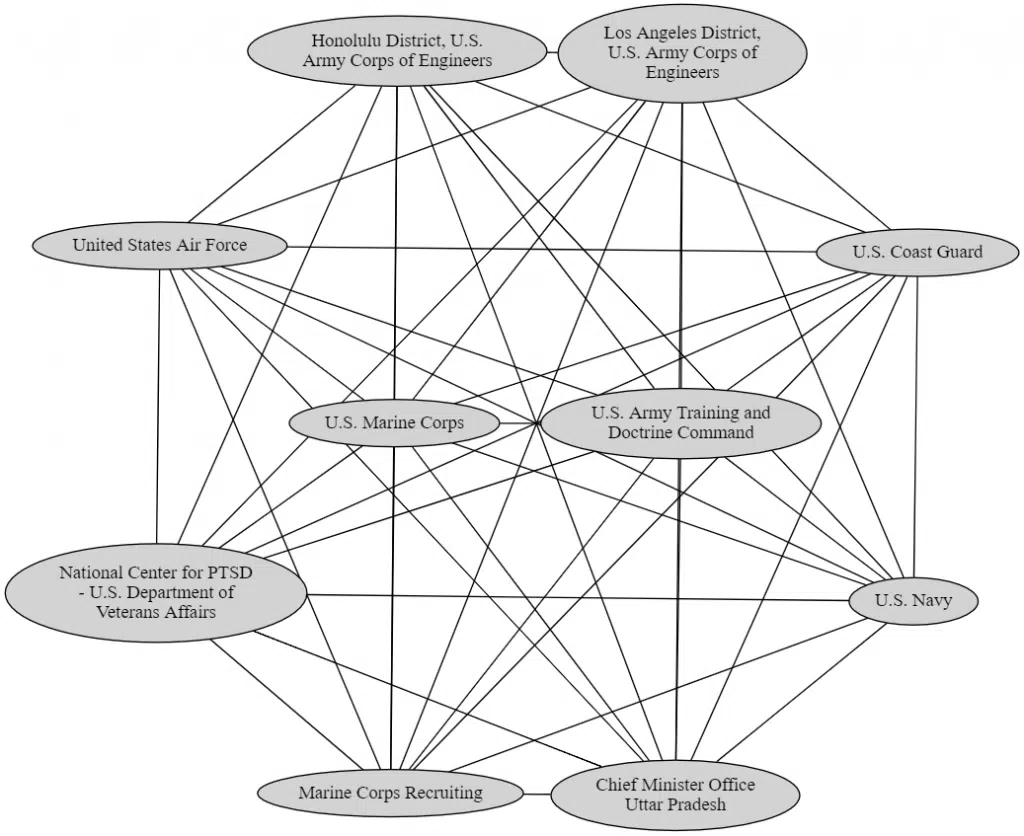 Honolulu District, U.S.
Army Corps of Engineers
Los Angeles District,
U.S. Army Corps of
Engineers
United States Air Force
U.S. Coast Guard
U.S. Marine Corps
U.S. Army Training and
Doctrine Command
National Center for PTSD
- U.S. Department of
Veterans Affairs
U.S. Navy
Marine Corps Recruiting
Chief Minister Office
Uttar Pradesh